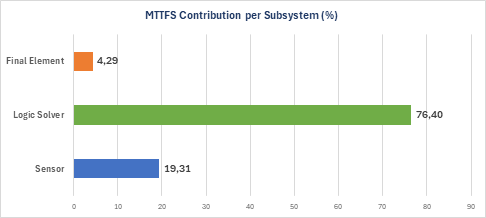 MTTFS Contribution per Subsystem (%)
Final Element
4,29
Logic Solver
76,40
Sensor
19,31
0 10 20 30 40 50 60 70 80 90